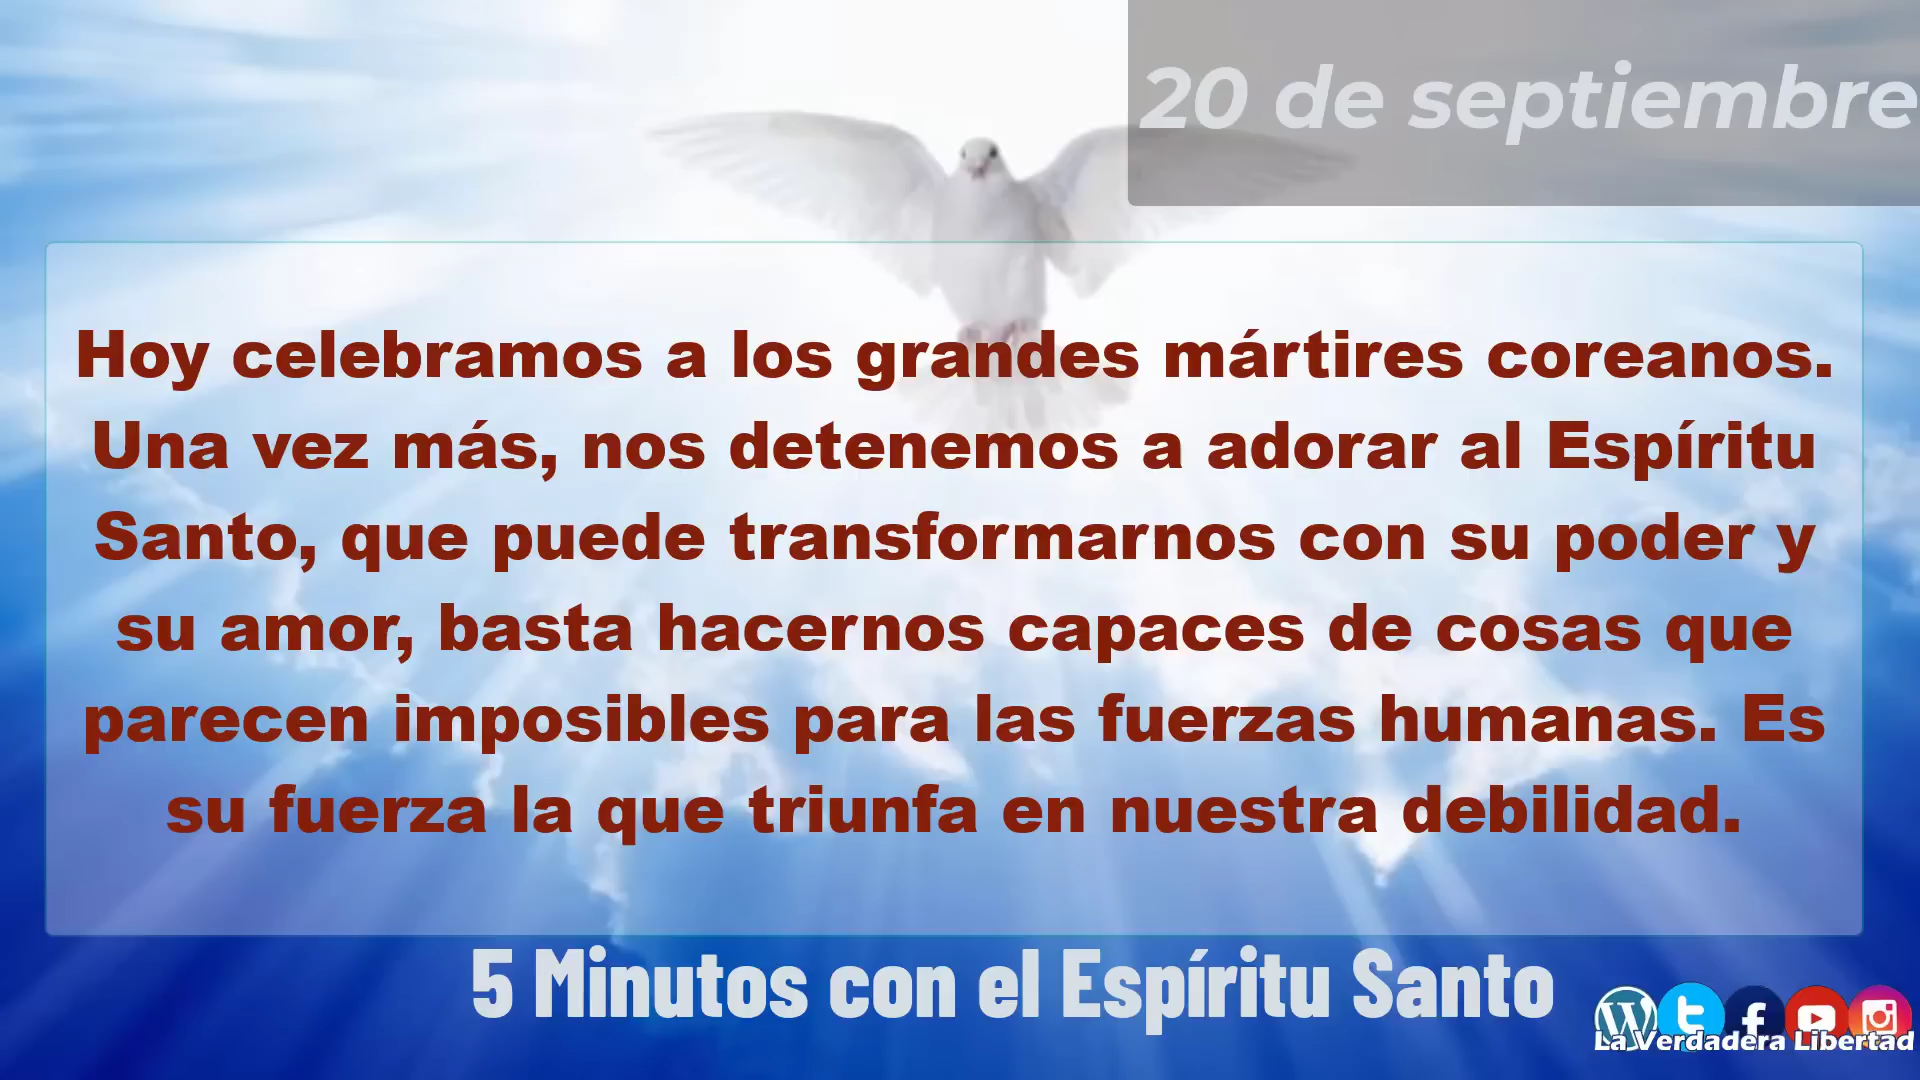 20 de septiembre
Hoy celebramos a los grandes mártires coreanos.
Una vez más, nos detenemos a adorar al Espíritu
Santo, que puede transformarnos con su poder y
su amor, basta hacernos capaces de cosas que
parecen imposibles para las fuerzas humanas. Es
su fuerza la que triunfa en nuestra debilidad.
5 Minutos con el Espíritu Santo
La Verdadera Libertad